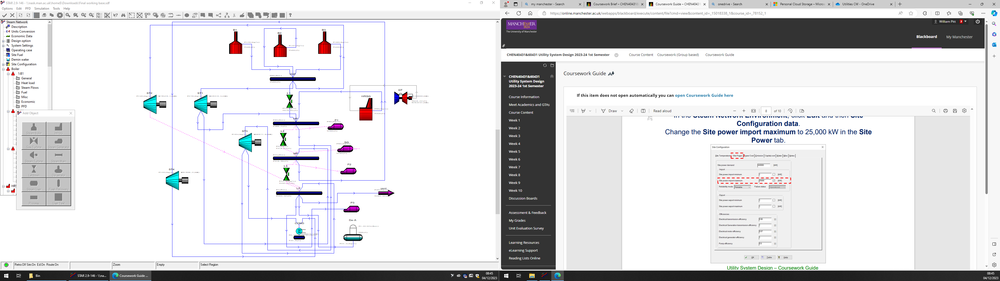 STAR 2.9-146 - \\nask.man.ac.uk\home$\Downloads\Final working base.sdf
Options Edit PFD Simulation Tools Help
Steam Network
Description
Units Conversion
Economic Data
Design option
System Settings
Operating case
Site Fuel
Demin water
Site Configuration
Boiler
1:B1
General
Heat load
Steam Flows
Fuel
Misc
Economic
PFD
HRS
Add Object
Steam Boiler HRSG
Gas Turbine Steam Generator
Steam Turbine Steam Main
Letdown De-aerator
Steam User Flash Recovery
Process User Text
B1
B2
B3
VHP
ST2
ST1
L1
HRSG
GT
HP
P1
ST3
L2
SG
MP
P2
L3
ST4
LP
vent
P3
COND
De-A
Retro:Off Sim:On Ed:On Route:On
Zoom
Empty
Select Region
Bin
STAR 2.9-146 - \\na...
Coursework Guide ...
08:45
04/12/2023
my manchester - Search
Coursework Brief – CHEN40431&
Coursework Guide – CHEN40431
onedrive - Search
Personal Cloud Storage – Micros
Utilities CW - OneDrive
https://online.manchester.ac.uk/webapps/blackboard/execute/content/file?cmd=view&content_id=_15018338_1&course_id=_78152_1
MANCHESTER
1824
The University of Manchester
William Pitt 2
Blackboard
My Manchester
CHEN40431&60431 Utility System Design 2023-24 1st Semester
Course Content
Coursework (Group based)
Coursework Guide
CHEN40431&60431
Utility System Design
2023-24 1st Semester
Course Information
Meet Academics and GTAs
Course Content
Week 1
Week 2
Week 3
Week 4
Week 5
Week 6
Week 7
Week 8
Week 9
Week 10
Discussion Boards
Assessment & Feedback
My Grades
Unit Evaluation Survey
Learning Resources
eLearning Support
Reading Lists Online
Coursework Guide
If this item does not open automatically you can open Coursework Guide here
Draw
Read aloud
8 of 10
In the Steam Network Environment, click Edit and then Site
Configuration data.
Change the Site power import maximum to 25,000 kW in the Site
Power tab.
Site Configuration
Site Temperatures Site Power Power Cost Emission Capital cost Water Misc Notes
Site power demand 440000 [kW]
Import
Site power import minimum [kW]
Site power import maximum 25000 [kW]
Reliability mode Reliable Failure status Operational
Export
Site power export minimum [kW]
Site power export maximum [kW]
Efficiencies
Electrical transmission efficiency 0.98 [-]
Electrical Generation transmission efficiency 1 [-]
Electrical motor efficiency 0.97 [-]
Electrical generator efficiency 1 [-]
Pump efficiency 0.9 [-]
OK Table Help
Utility System Design – Coursework Guide
08:45
04/12/2023